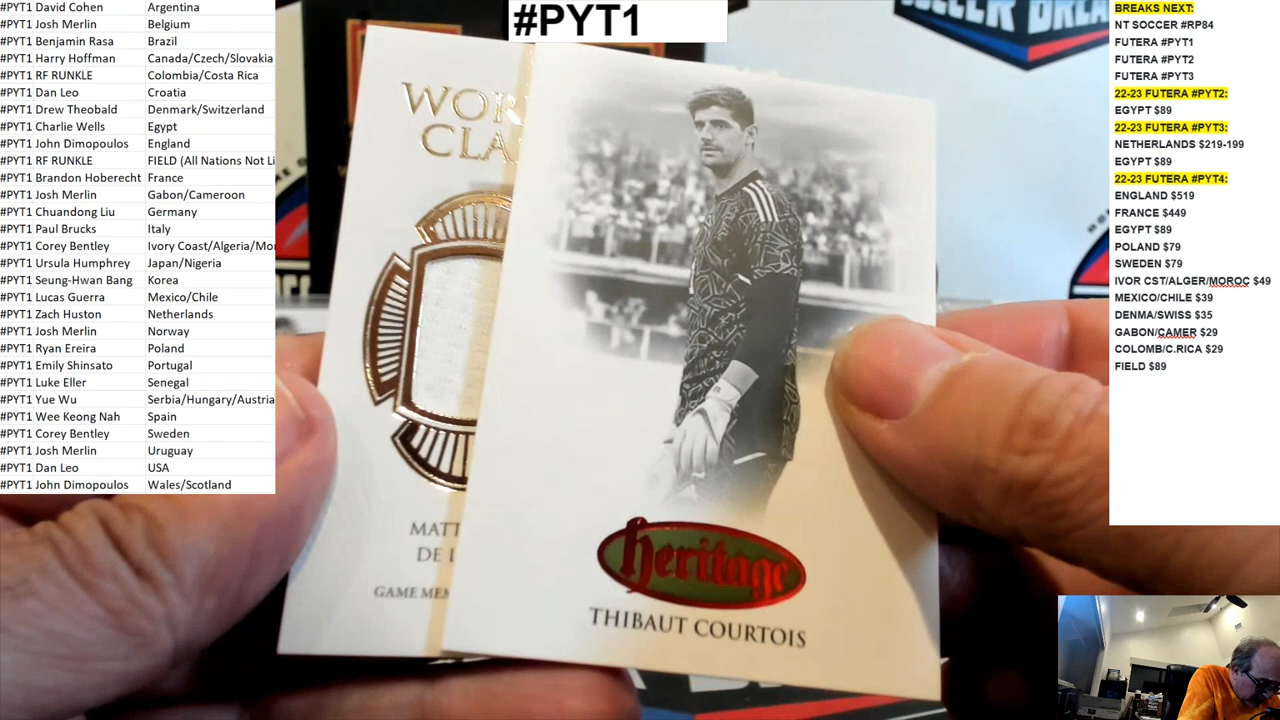 #PYT1 David Cohen Argentina
#PYT1 Josh Merlin Belgium
#PYT1 Benjamin Rasa Brazil
#PYT1 Harry Hoffman Canada/Czech/Slovakia
#PYT1 RF RUNKLE Colombia/Costa Rica
#PYT1 Dan Leo Croatia
#PYT1 Drew Theobald Denmark/Switzerland
#PYT1 Charlie Wells Egypt
#PYT1 John Dimopoulos England
#PYT1 RF RUNKLE FIELD (All Nations Not Li
#PYT1 Brandon Hoberecht France
#PYT1 Josh Merlin Gabon/Cameroon
#PYT1 Chuandong Liu Germany
#PYT1 Paul Brucks Italy
#PYT1 Corey Bentley Ivory Coast/Algeria/Mor
#PYT1 Ursula Humphrey Japan/Nigeria
#PYT1 Seung-Hwan Bang Korea
#PYT1 Lucas Guerra Mexico/Chile
#PYT1 Zach Huston Netherlands
#PYT1 Josh Merlin Norway
#PYT1 Ryan Ereira Poland
#PYT1 Emily Shinsato Portugal
#PYT1 Luke Eller Senegal
#PYT1 Yue Wu Serbia/Hungary/Austria
#PYT1 Wee Keong Nah Spain
#PYT1 Corey Bentley Sweden
#PYT1 Josh Merlin Uruguay
#PYT1 Dan Leo USA
#PYT1 John Dimopoulos Wales/Scotland
#PYT1
WOR
CLA
MATT
DE L
GAME MEM
heritage
THIBAUT COURTOIS
BREAKS NEXT:
NT SOCCER #RP84
FUTERA #PYT1
FUTERA #PYT2
FUTERA #PYT3
22-23 FUTERA #PYT2:
EGYPT $89
22-23 FUTERA #PYT3:
NETHERLANDS $219-199
EGYPT $89
22-23 FUTERA #PYT4:
ENGLAND $519
FRANCE $449
EGYPT $89
POLAND $79
SWEDEN $79
IVOR CST/ALGER/MOROC $49
MEXICO/CHILE $39
DENMA/SWISS $35
GABON/CAMER $29
COLOMB/C.RICA $29
FIELD $89